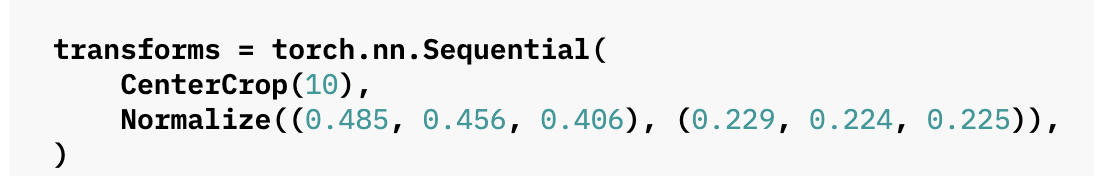 transforms = torch.nn.Sequential(
    CenterCrop(10),
    Normalize((0.485, 0.456, 0.406), (0.229, 0.224, 0.225)),
)